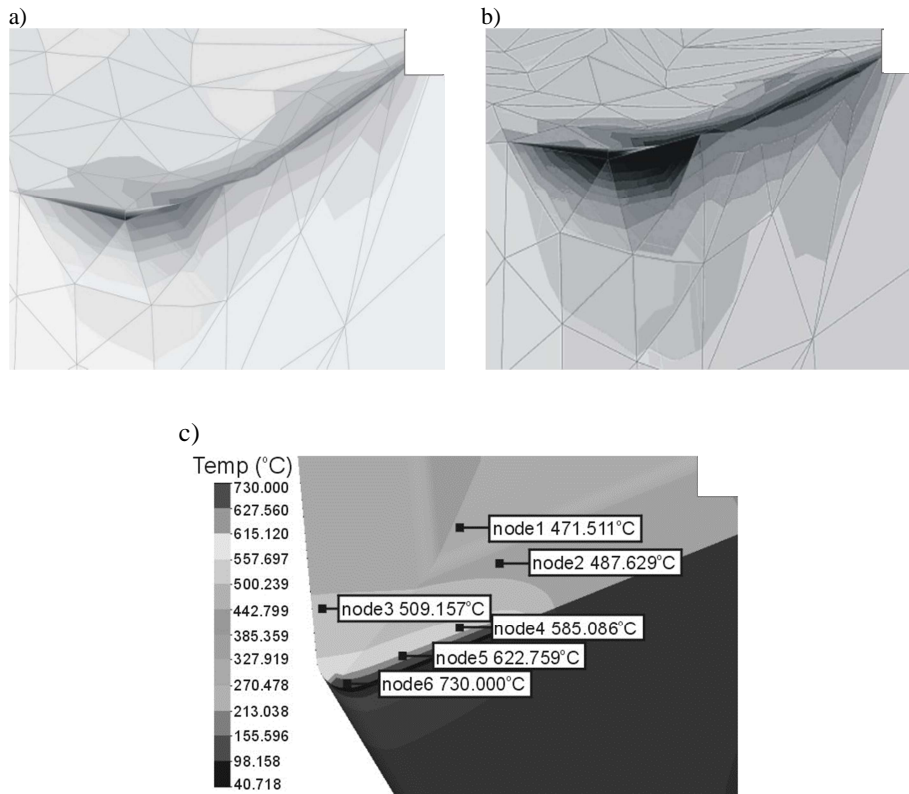 a)
b)
c)
Temp (°C)
730.000
627.560
615.120
557.697
500.239
442.799
385.359
327.919
270.478
213.038
155.596
98.158
40.718
node1 471.511°C
node2 487.629°C
node3 509.157°C
node4 585.086°C
node5 622.759°C
node6 730.000°C